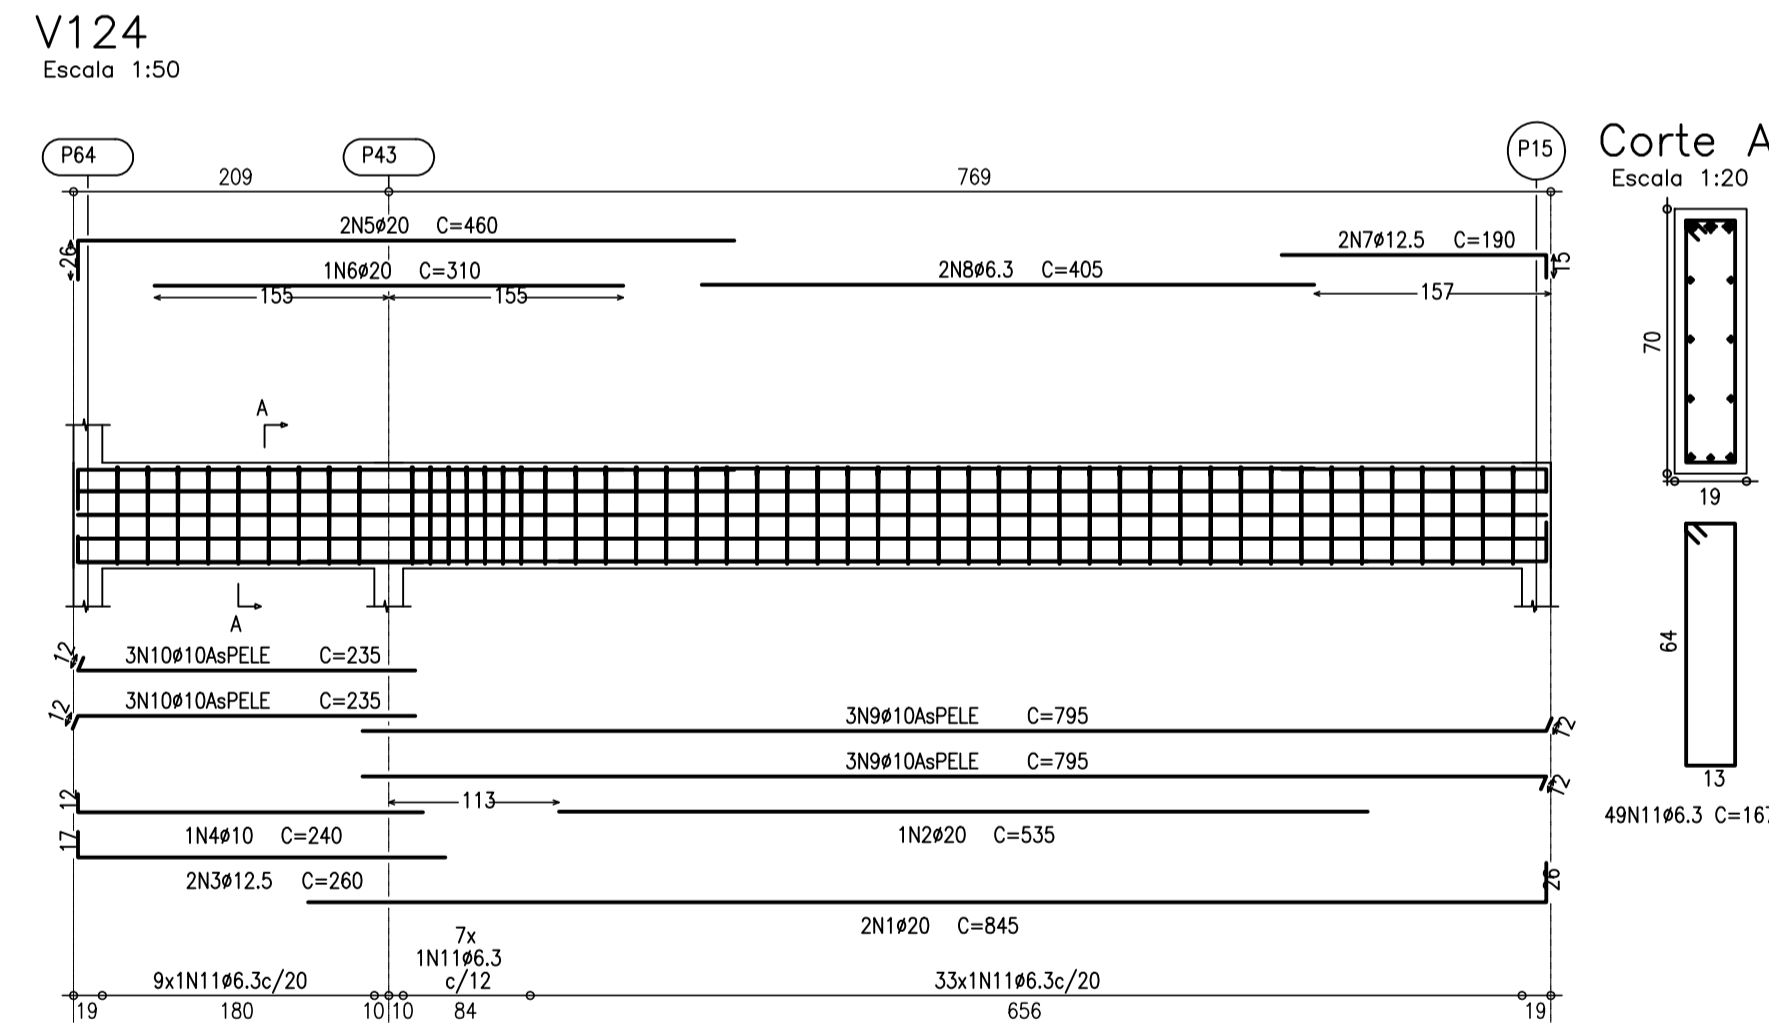 V124
Escala 1:50
P64
P43
P15
209
769
2N5ø20 C=460
26
1N6ø20 C=310
155
155
2N8ø6.3 C=405
2N7ø12.5 C=190
15
157
A
A
12
3N10ø10AsPELE C=235
12
3N10ø10AsPELE C=235
3N9ø10AsPELE C=795
12
3N9ø10AsPELE C=795
12
12
1N4ø10 C=240
113
1N2ø20 C=535
17
2N3ø12.5 C=260
26
2N1ø20 C=845
9x1N11ø6.3c/20
7x
1N11ø6.3
c/12
33x1N11ø6.3c/20
19 180 10 10 84 656 19
Corte A
Escala 1:20
70
19
64
13
49N11ø6.3 C=167